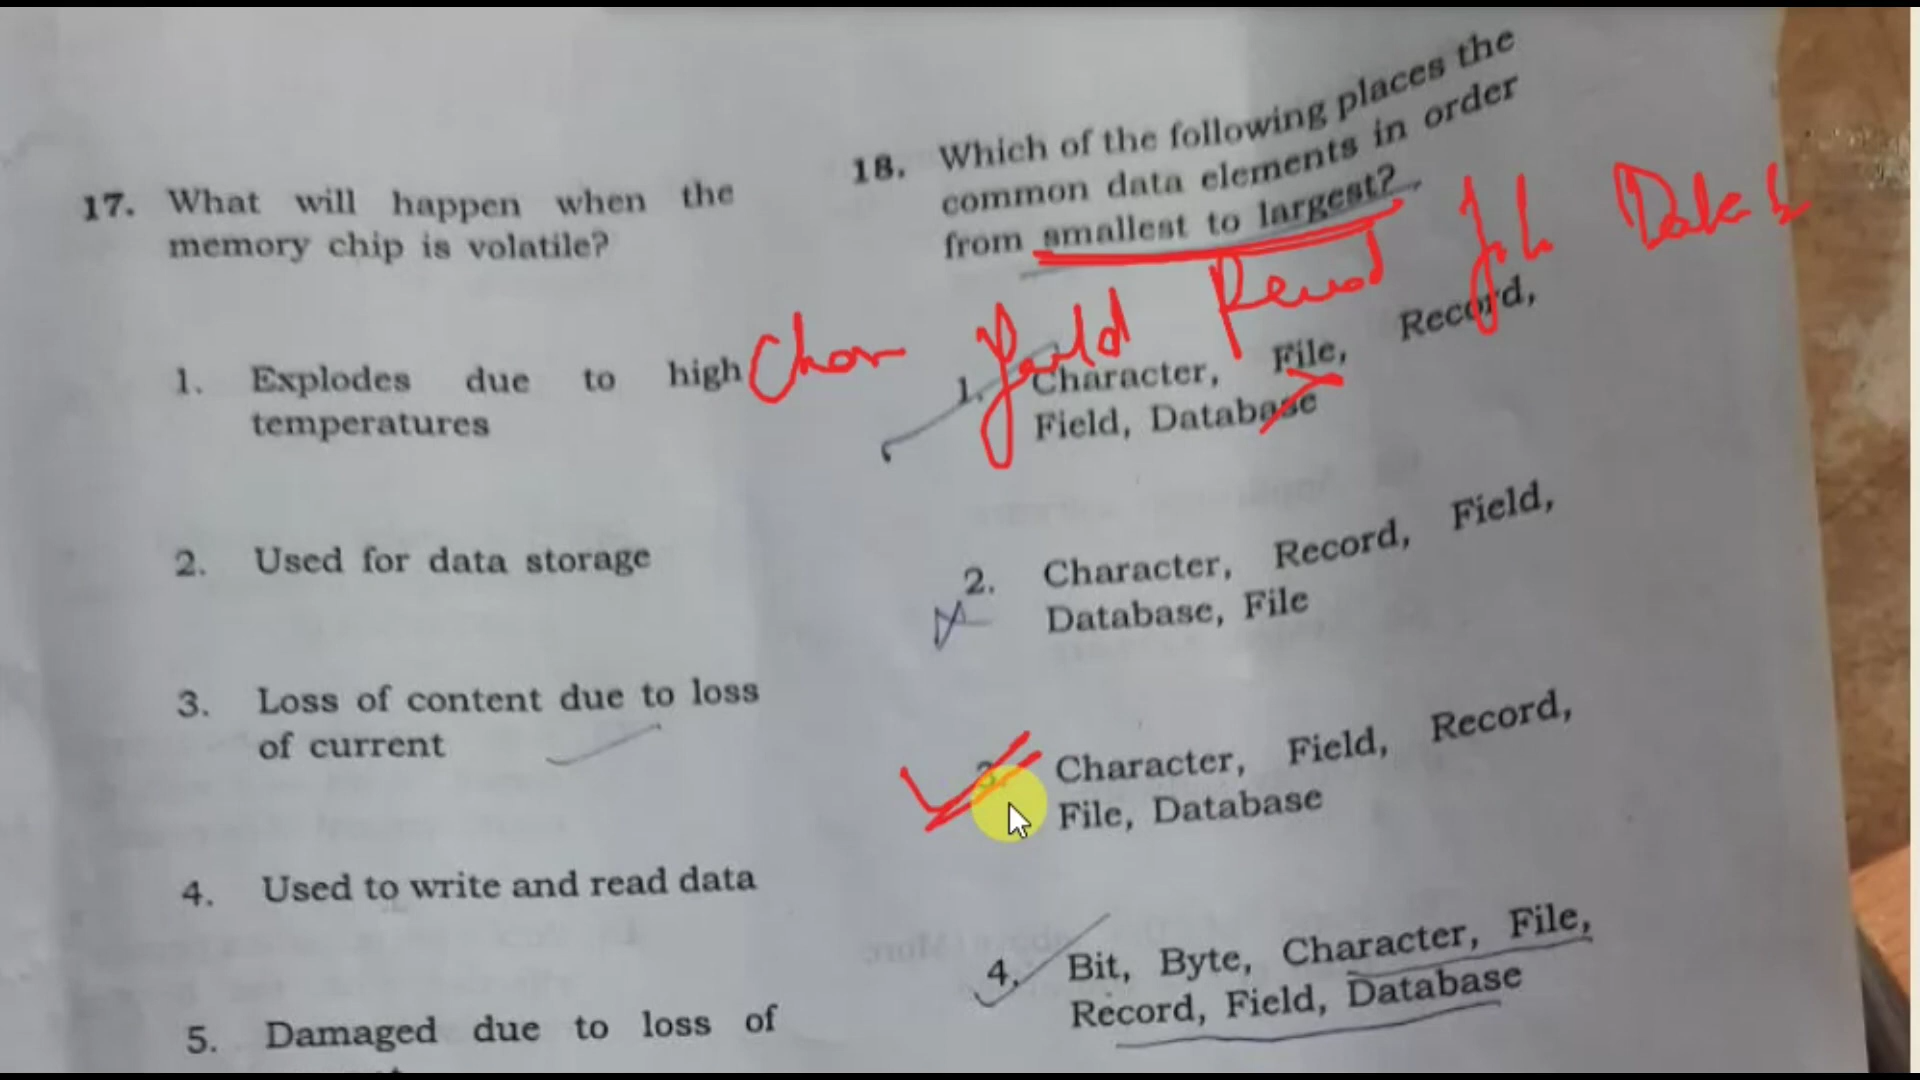 17. What will happen when the
memory chip is volatile?
1. Explodes due to high
temperatures
2. Used for data storage
3. Loss of content due to loss
of current
4. Used to write and read data
5. Damaged due to loss of
18. Which of the following places the
common data elements in order
from smallest to largest?
Char Field Record File
1. Character, File, Record,
Field, Database
2. Character, Record, Field,
Database, File
3. Character, Field, Record,
File, Database
4. Bit, Byte, Character, File,
Record, Field, Database